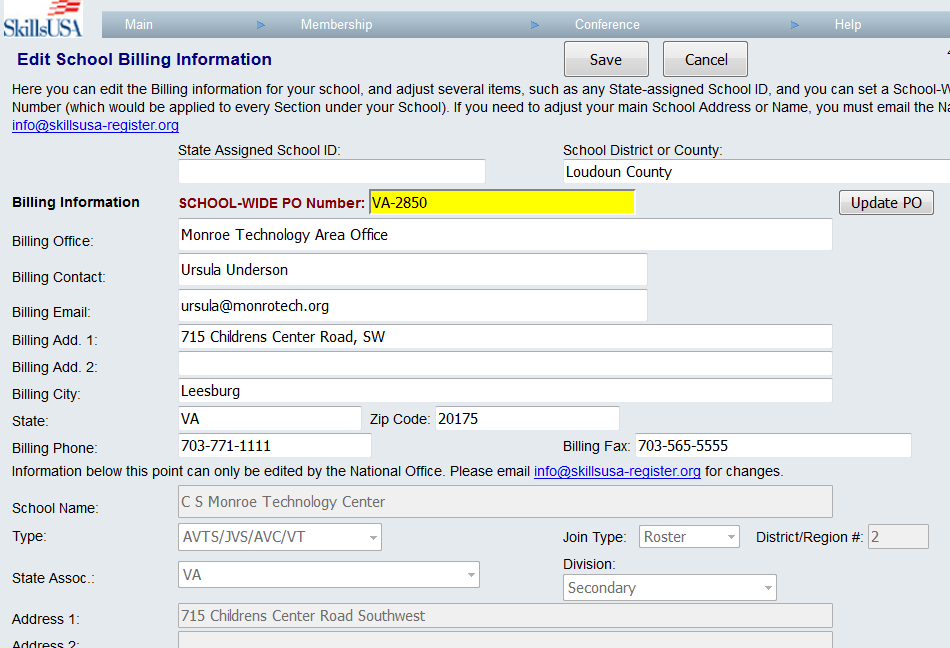 SkillsUSA
Main Membership Conference Help
Edit School Billing Information Save Cancel
Here you can edit the Billing information for your school, and adjust several items, such as any State-assigned School ID, and you can set a School-W
Number (which would be applied to every Section under your School). If you need to adjust your main School Address or Name, you must email the Na
info@skillsusa-register.org
State Assigned School ID: School District or County:
Loudoun County
Billing Information SCHOOL-WIDE PO Number: VA-2850 Update PO
Billing Office: Monroe Technology Area Office
Billing Contact: Ursula Underson
Billing Email: ursula@monrotech.org
Billing Add. 1: 715 Childrens Center Road, SW
Billing Add. 2:
Billing City: Leesburg
State: VA Zip Code: 20175
Billing Phone: 703-771-1111 Billing Fax: 703-565-5555
Information below this point can only be edited by the National Office. Please email info@skillsusa-register.org for changes.
School Name: C S Monroe Technology Center
Type: AVTS/JVS/AVC/VT Join Type: Roster District/Region #: 2
Division:
State Assoc.: VA Secondary
Address 1: 715 Childrens Center Road Southwest
Address 2: